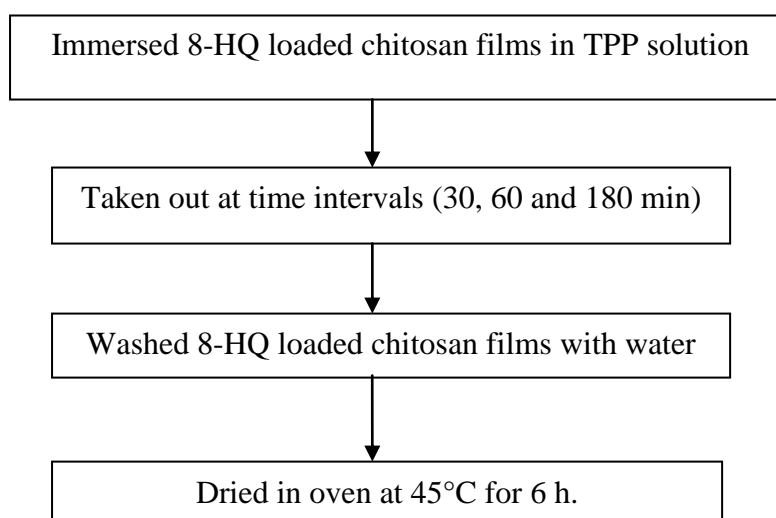 Immersed 8-HQ loaded chitosan films in TPP solution
Taken out at time intervals (30, 60 and 180 min)
Washed 8-HQ loaded chitosan films with water
Dried in oven at 45°C for 6 h.